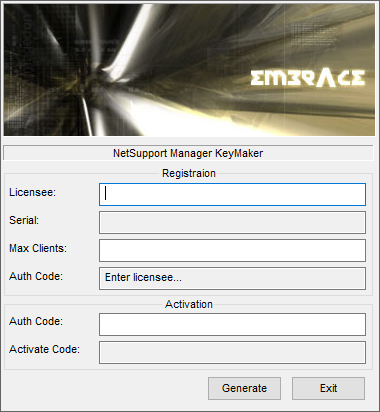 EMBRACE
NetSupport Manager KeyMaker
Registraion
Licensee:
Serial:
Max Clients:
Auth Code: Enter licensee...
Activation
Auth Code:
Activate Code:
Generate Exit